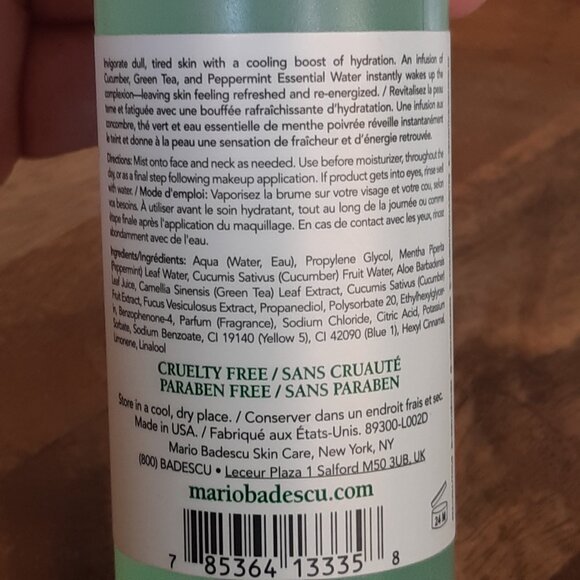 Invigorate dull, tired skin with a cooling boost of hydration. An infusion of
Cucumber, Green Tea, and Peppermint Essential Water instantly wakes up the
complexion—leaving skin feeling refreshed and re-energized. / Revitalisez la peau
terne et fatiguée avec une bouffée rafraîchissante d'hydratation. Une infusion aux
concombre, thé vert et eau essentielle de menthe poivrée réveille instantanément
le teint et donne à la peau une sensation de fraîcheur et d'énergie retrouvée.
Directions: Mist onto face and neck as needed. Use before moisturizer, throughout the
day, or as a final step following makeup application. If product gets into eyes, rinse well
with water. / Mode d'emploi: Vaporisez la brume sur votre visage et votre cou, selon
vos besoins. À utiliser avant le soin hydratant, tout au long de la journée ou comme
étape finale après l'application du maquillage. En cas de contact avec les yeux, rincez
abondamment avec de l'eau.
Ingredients/Ingrédients: Aqua (Water, Eau), Propylene Glycol, Mentha Piperita
(Peppermint) Leaf Water, Cucumis Sativus (Cucumber) Fruit Water, Aloe Barbadensis
Leaf Juice, Camellia Sinensis (Green Tea) Leaf Extract, Cucumis Sativus (Cucumber)
Fruit Extract, Fucus Vesiculosus Extract, Propanediol, Polysorbate 20, Ethylhexylglycer-
in, Benzophenone-4, Parfum (Fragrance), Sodium Chloride, Citric Acid, Potassium
Sorbate, Sodium Benzoate, CI 19140 (Yellow 5), CI 42090 (Blue 1), Hexyl Cinnamal,
Limonene, Linalool
CRUELTY FREE / SANS CRUAUTÉ
PARABEN FREE / SANS PARABEN
Store in a cool, dry place. / Conserver dans un endroit frais et sec.
Made in USA. / Fabriqué aux États-Unis. 89300-L002D
Mario Badescu Skin Care, New York, NY
(800) BADESCU • Leceur Plaza 1 Salford M50 3UB, UK
mariobadescu.com
24 M
7 85364 13335 8